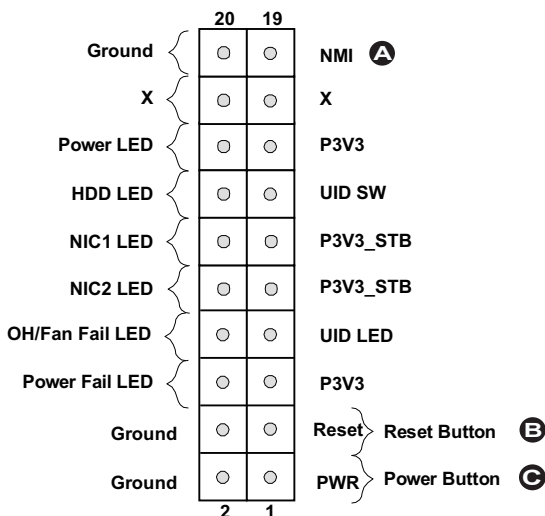 20 19
Ground NMI A
X X
Power LED P3V3
HDD LED UID SW
NIC1 LED P3V3_STB
NIC2 LED P3V3_STB
OH/Fan Fail LED UID LED
Power Fail LED P3V3
Ground Reset Reset Button B
Ground PWR Power Button C
2 1